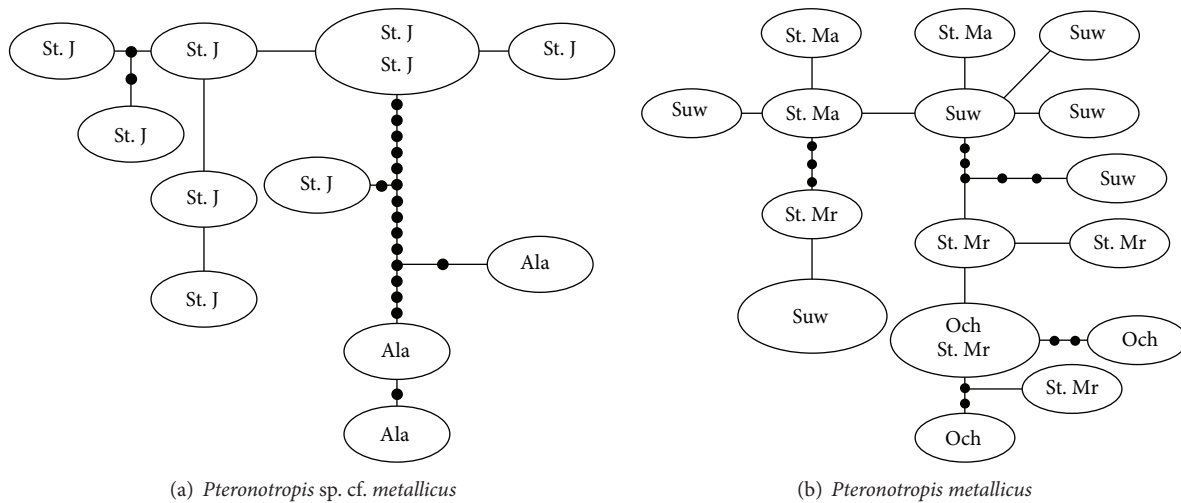 St. J
St. J
St. J
St. J
St. J
St. J
St. J
St. J
St. J
Ala
Ala
Ala
(a) Pteronotropis sp. cf. metallicus
St. Ma
St. Ma
Suw
Suw
St. Ma
Suw
Suw
Suw
St. Mr
St. Mr
St. Mr
Suw
Och
St. Mr
Och
St. Mr
Och
(b) Pteronotropis metallicus